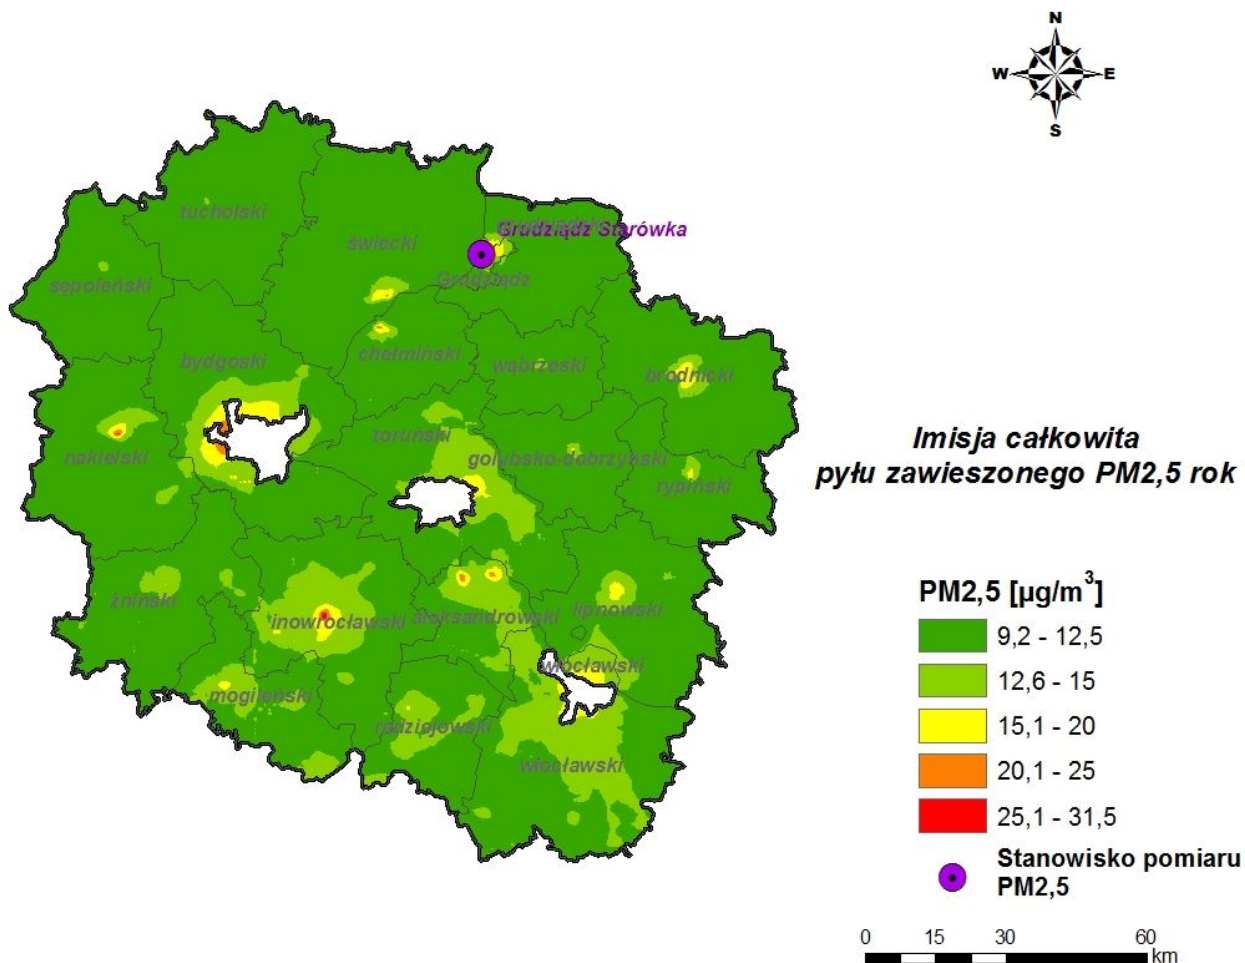 N
W E
S
tucholski
grudziądzki
Grudziądz Starówka
świecki
Grudziądz
sępoleński
chełmiński
bydgoski
wąbrzeski
brodnicki
toruński
nakielski
golubsko-dobrzyński
rypiński
Imisja całkowita
pyłu zawieszonego PM2,5 rok
żniński
inowrocławski
aleksandrowski
lipnowski
włocławski
mogileński
radziejowski
włocławski
PM2,5 [µg/m³]
9,2 - 12,5
12,6 - 15
15,1 - 20
20,1 - 25
25,1 - 31,5
Stanowisko pomiaru
PM2,5
0 15 30 60
km